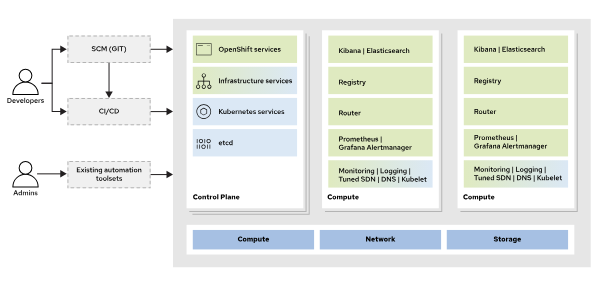 SCM (GIT)
Developers
CI/CD
Existing automation
toolsets
Admins
OpenShift services
Infrastructure services
Kubernetes services
etcd
Control Plane
Kibana | Elasticsearch
Registry
Router
Prometheus |
Grafana Alertmanager
Monitoring | Logging |
Tuned SDN | DNS | Kubelet
Compute
Kibana | Elasticsearch
Registry
Router
Prometheus |
Grafana Alertmanager
Monitoring | Logging |
Tuned SDN | DNS | Kubelet
Compute
Compute
Network
Storage